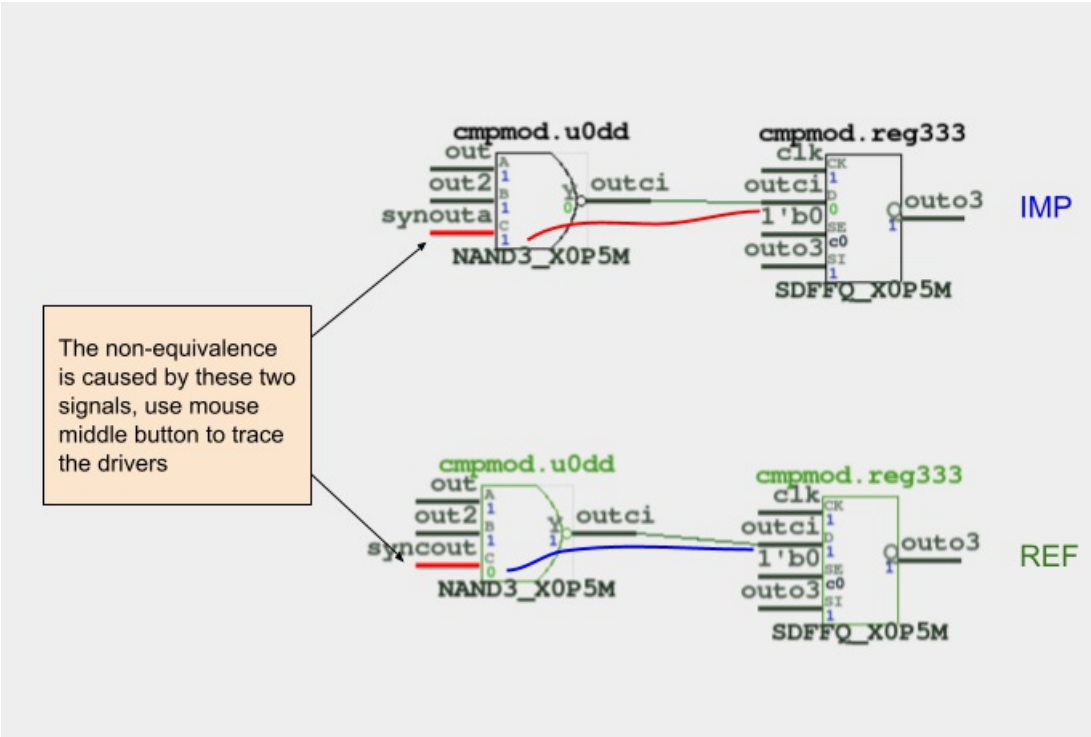 cmpmod.u0dd
cmpmod.reg333
out
A
1
out2
B
1
synouta
C
1
Y
0
outci
NAND3_X0P5M
clk
CK
1
outci
D
0
1'b0
SE
c0
outo3
SI
1
Q
1
outo3
SDFFQ_X0P5M
IMP
The non-equivalence
is caused by these two
signals, use mouse
middle button to trace
the drivers
cmpmod.u0dd
cmpmod.reg333
out
A
1
out2
B
1
syncout
C
0
Y
1
outci
NAND3_X0P5M
clk
CK
1
outci
D
1
1'b0
SE
c0
outo3
SI
1
Q
1
outo3
SDFFQ_X0P5M
REF